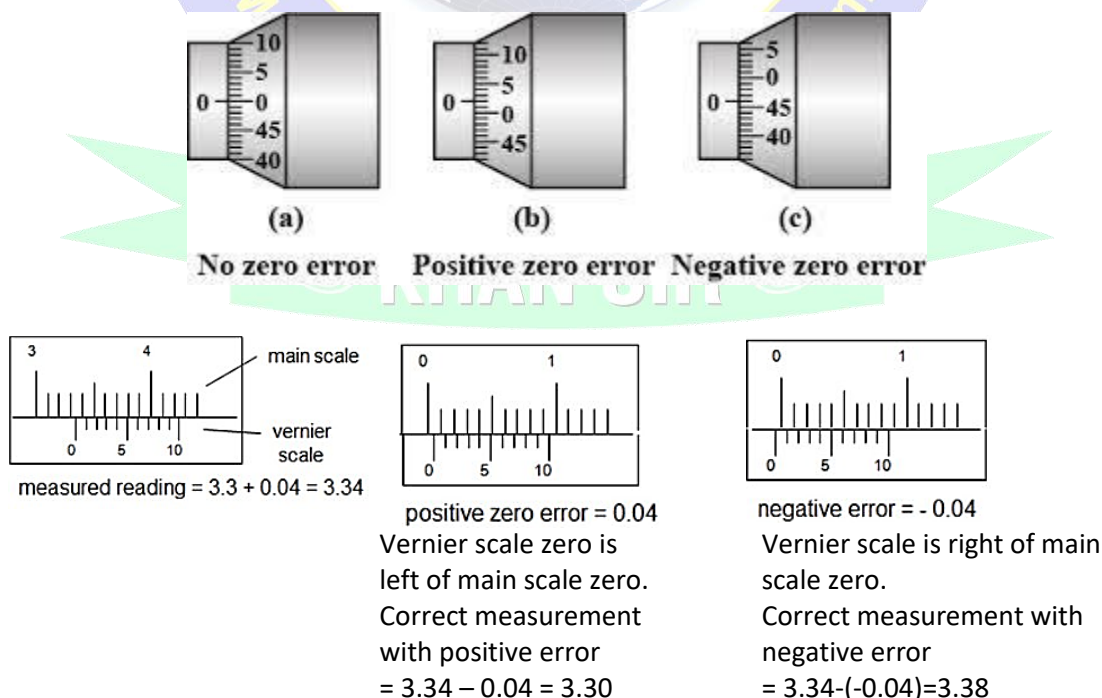 10
5
0 0
45
40
10
5
0 0
45
5
0
0 45
40
(a) (b) (c)
No zero error Positive zero error Negative zero error
3 4
main scale
0 5 10
vernier
scale
measured reading = 3.3 + 0.04 = 3.34
0 1
0 5 10
positive zero error = 0.04
Vernier scale zero is
left of main scale zero.
Correct measurement
with positive error
= 3.34 – 0.04 = 3.30
0 1
0 5 10
negative error = - 0.04
Vernier scale is right of main
scale zero.
Correct measurement with
negative error
= 3.34-(-0.04)=3.38